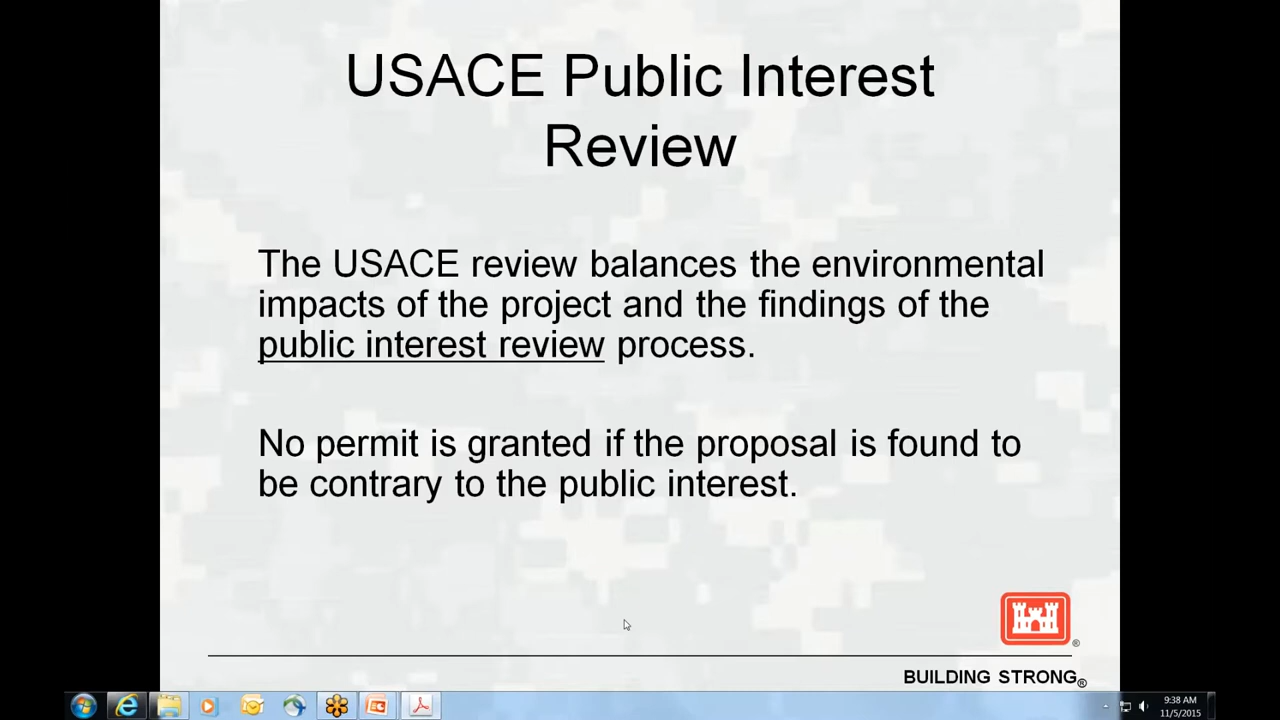 USACE Public Interest
Review
The USACE review balances the environmental
impacts of the project and the findings of the
public interest review process.
No permit is granted if the proposal is found to
be contrary to the public interest.
®
BUILDING STRONG®
9:38 AM
11/5/2015